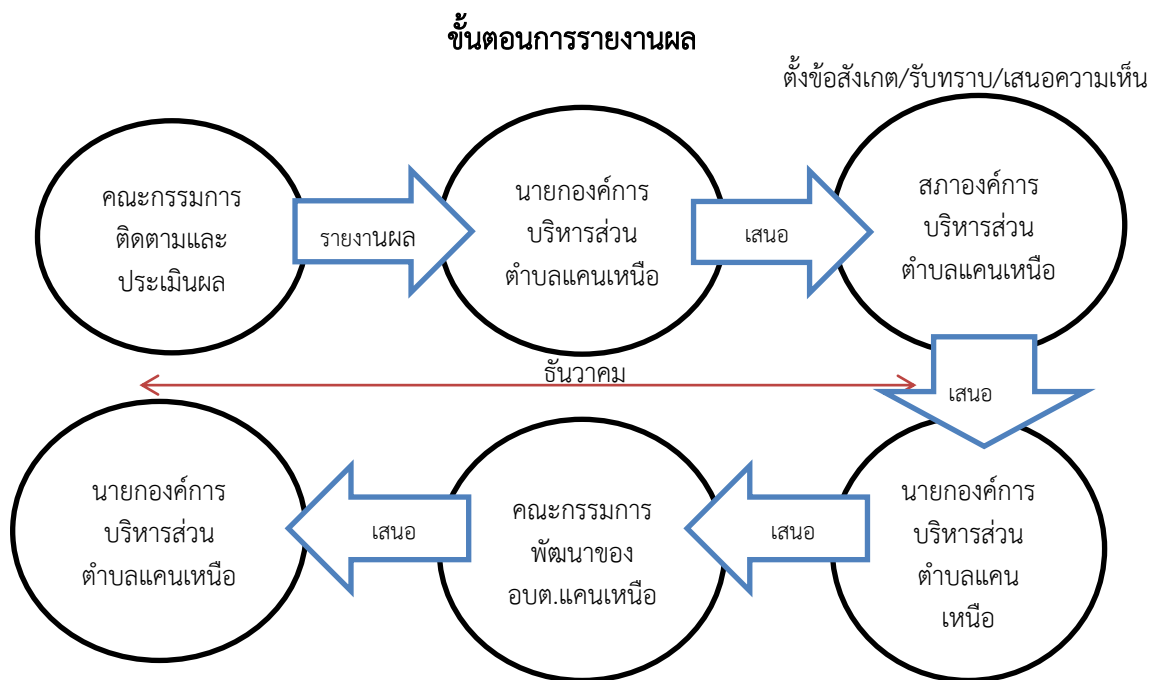 ขั้นตอนการรายงานผล
ตั้งข้อสังเกต/รับทราบ/เสนอความเห็น
คณะกรรมการ
ติดตามและ
ประเมินผล
รายงานผล
นายกองค์การ
บริหารส่วน
ตำบลแคนเหนือ
เสนอ
สภาองค์การ
บริหารส่วน
ตำบลแคนเหนือ
ธันวาคม
เสนอ
นายกองค์การ
บริหารส่วน
ตำบลแคน
เหนือ
เสนอ
คณะกรรมการ
พัฒนาของ
อบต.แคนเหนือ
เสนอ
นายกองค์การ
บริหารส่วน
ตำบลแคนเหนือ